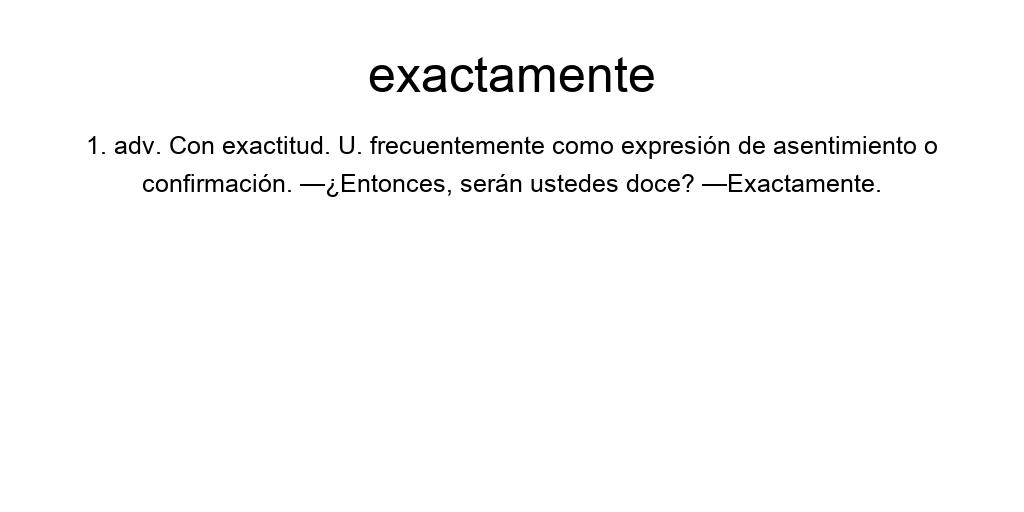 exactamente
1. adv. Con exactitud. U. frecuentemente como expresión de asentimiento o
confirmación. —¿Entonces, serán ustedes doce? —Exactamente.